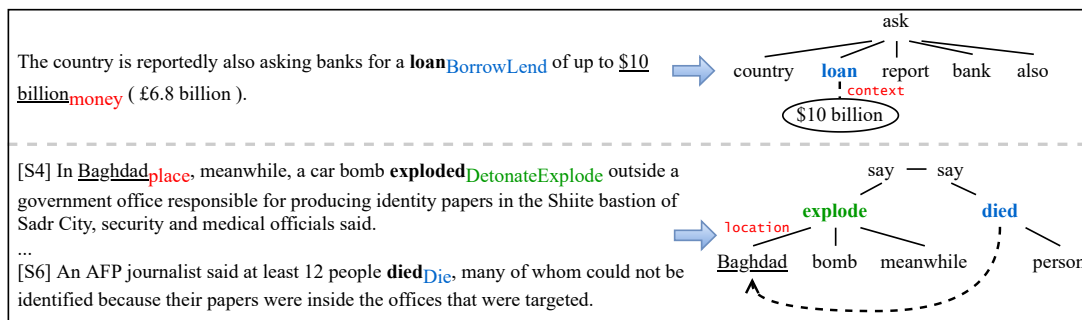 The country is reportedly also asking banks for a loanBorrowLend of up to $10
billionmoney ( £6.8 billion ).
ask
country loan report bank also
context
$10 billion
[S4] In Baghdadplace, meanwhile, a car bomb explodedDetonateExplode outside a
government office responsible for producing identity papers in the Shiite bastion of
Sadr City, security and medical officials said.
...
[S6] An AFP journalist said at least 12 people diedDie, many of whom could not be
identified because their papers were inside the offices that were targeted.
say say
explode died
location
Baghdad bomb meanwhile person